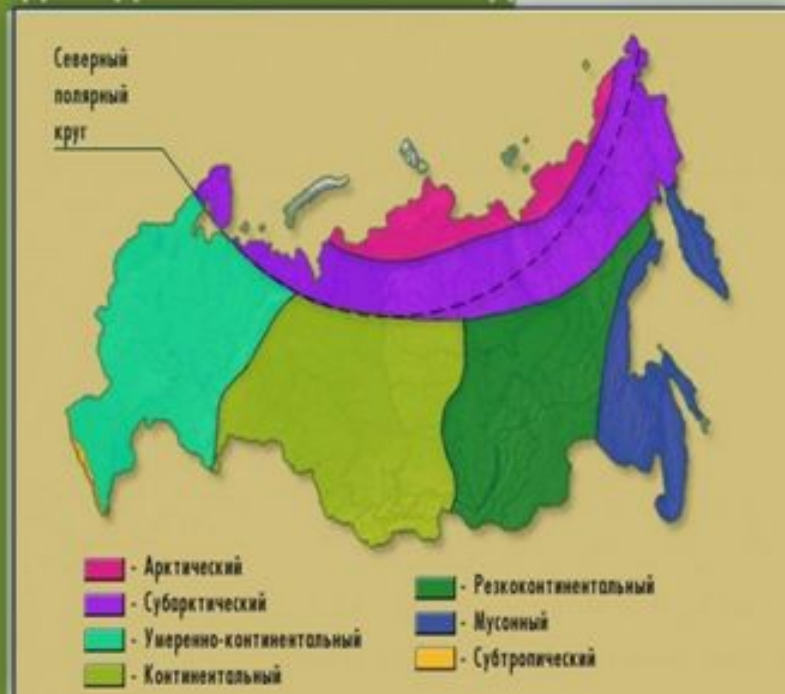 Северный
полярный
круг
- Арктический
- Субарктический
- Умеренно-континентальный
- Континентальный
- Резкоконтинентальный
- Мусонный
- Субтропический